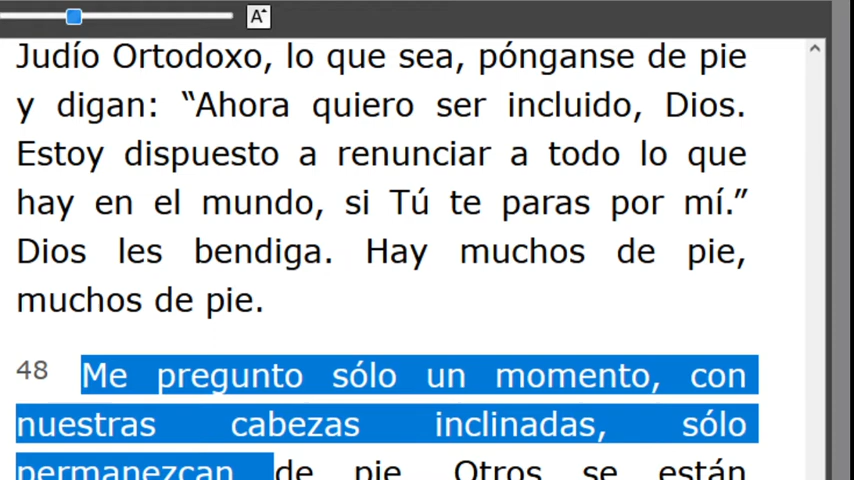 A
Judío Ortodoxo, lo que sea, pónganse de pie
y digan: “Ahora quiero ser incluido, Dios.
Estoy dispuesto a renunciar a todo lo que
hay en el mundo, si Tú te paras por mí.”
Dios les bendiga. Hay muchos de pie,
muchos de pie.
48 Me pregunto sólo un momento, con
nuestras cabezas inclinadas, sólo
permanezcan de pie. Otros se están